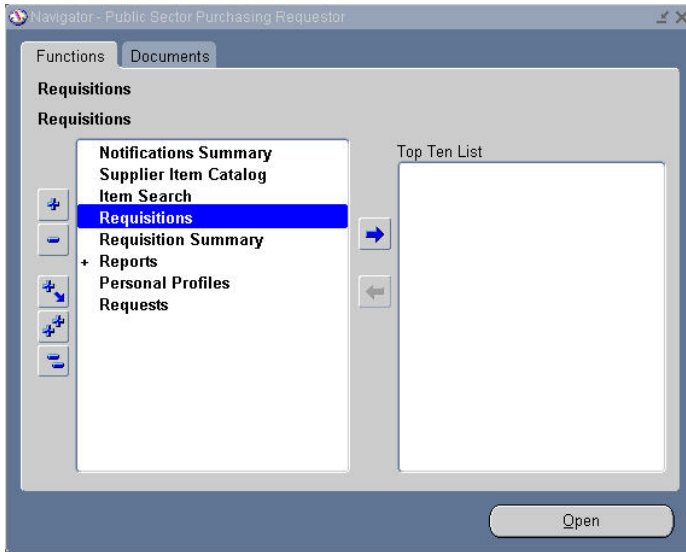 Navigator - Public Sector Purchasing Requestor
Functions Documents
Requisitions
Requisitions
Notifications Summary
Supplier Item Catalog
Item Search
Requisitions
Requisition Summary
+ Reports
Personal Profiles
Requests
Top Ten List
Open